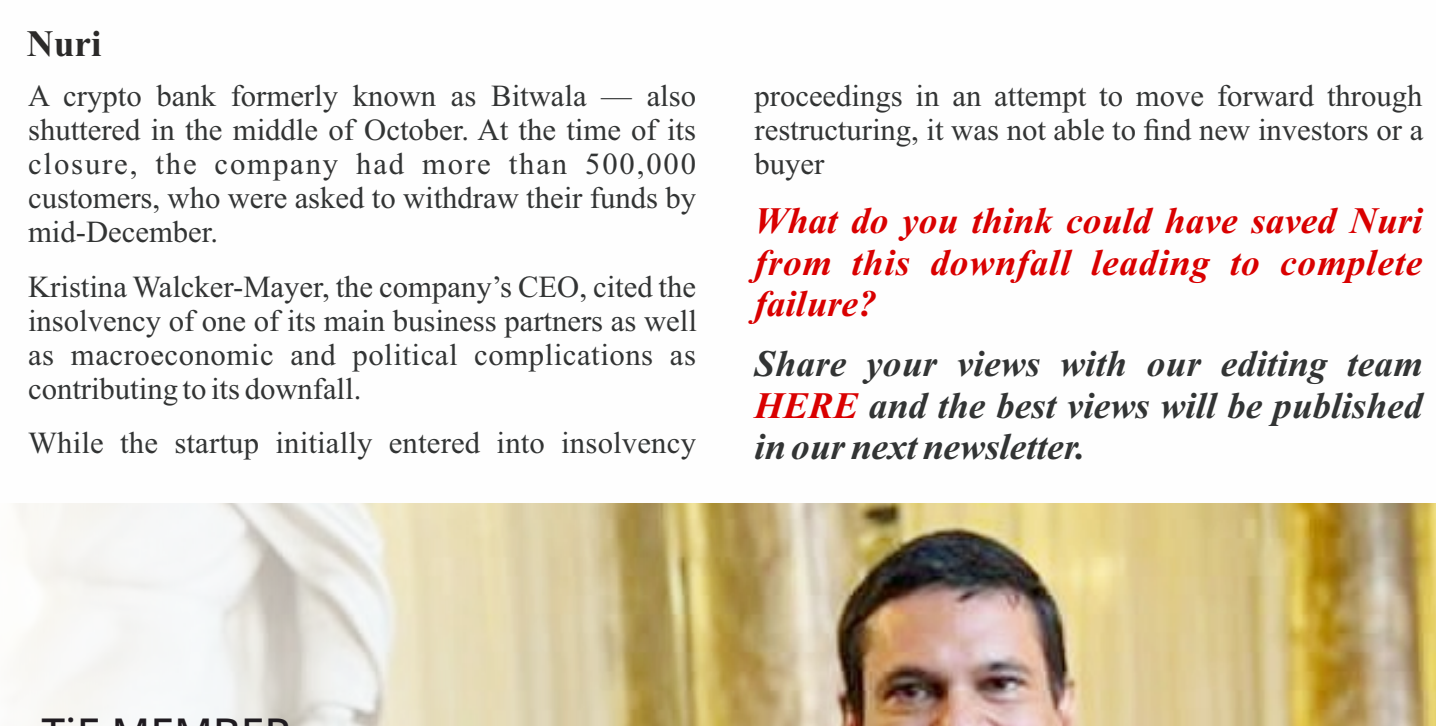 Nuri
A crypto bank formerly known as Bitwala — also
shuttered in the middle of October. At the time of its
closure, the company had more than 500,000
customers, who were asked to withdraw their funds by
mid-December.
Kristina Walcker-Mayer, the company’s CEO, cited the
insolvency of one of its main business partners as well
as macroeconomic and political complications as
contributing to its downfall.
While the startup initially entered into insolvency
proceedings in an attempt to move forward through
restructuring, it was not able to find new investors or a
buyer
What do you think could have saved Nuri
from this downfall leading to complete
failure?
Share your views with our editing team
HERE and the best views will be published
in our next newsletter.
TiE MEMBER